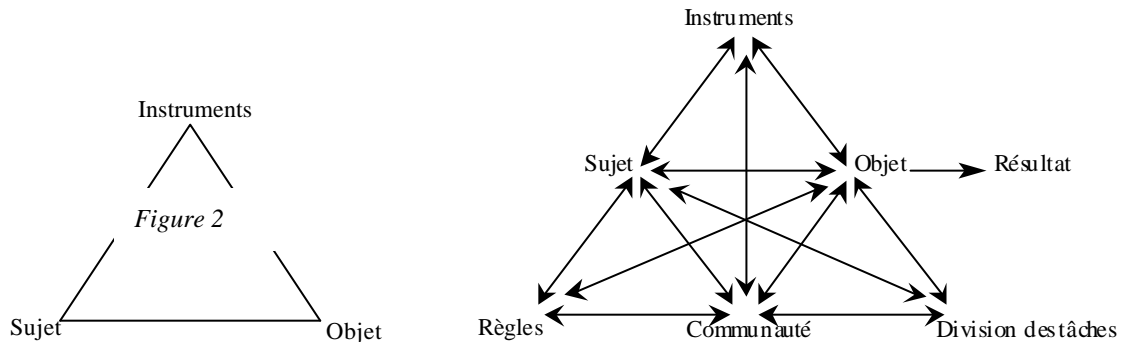 Instruments
Instruments
Sujet
Objet
Résultat
Figure 2
Sujet
Objet
Règles
Communauté
Division des tâches